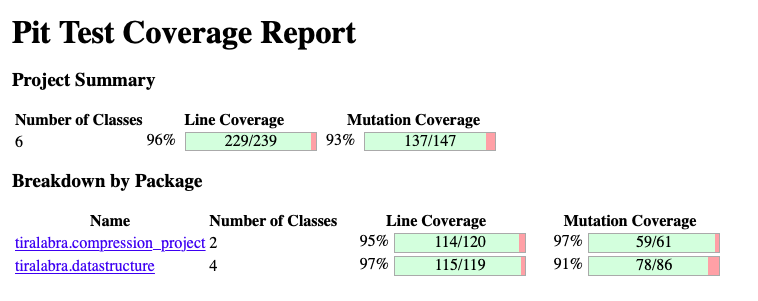 Pit Test Coverage Report
Project Summary
Number of Classes Line Coverage Mutation Coverage
6 96% 229/239 93% 137/147
Breakdown by Package
Name Number of Classes Line Coverage Mutation Coverage
tiralabra.compression_project 2 95% 114/120 97% 59/61
tiralabra.datastructure 4 97% 115/119 91% 78/86